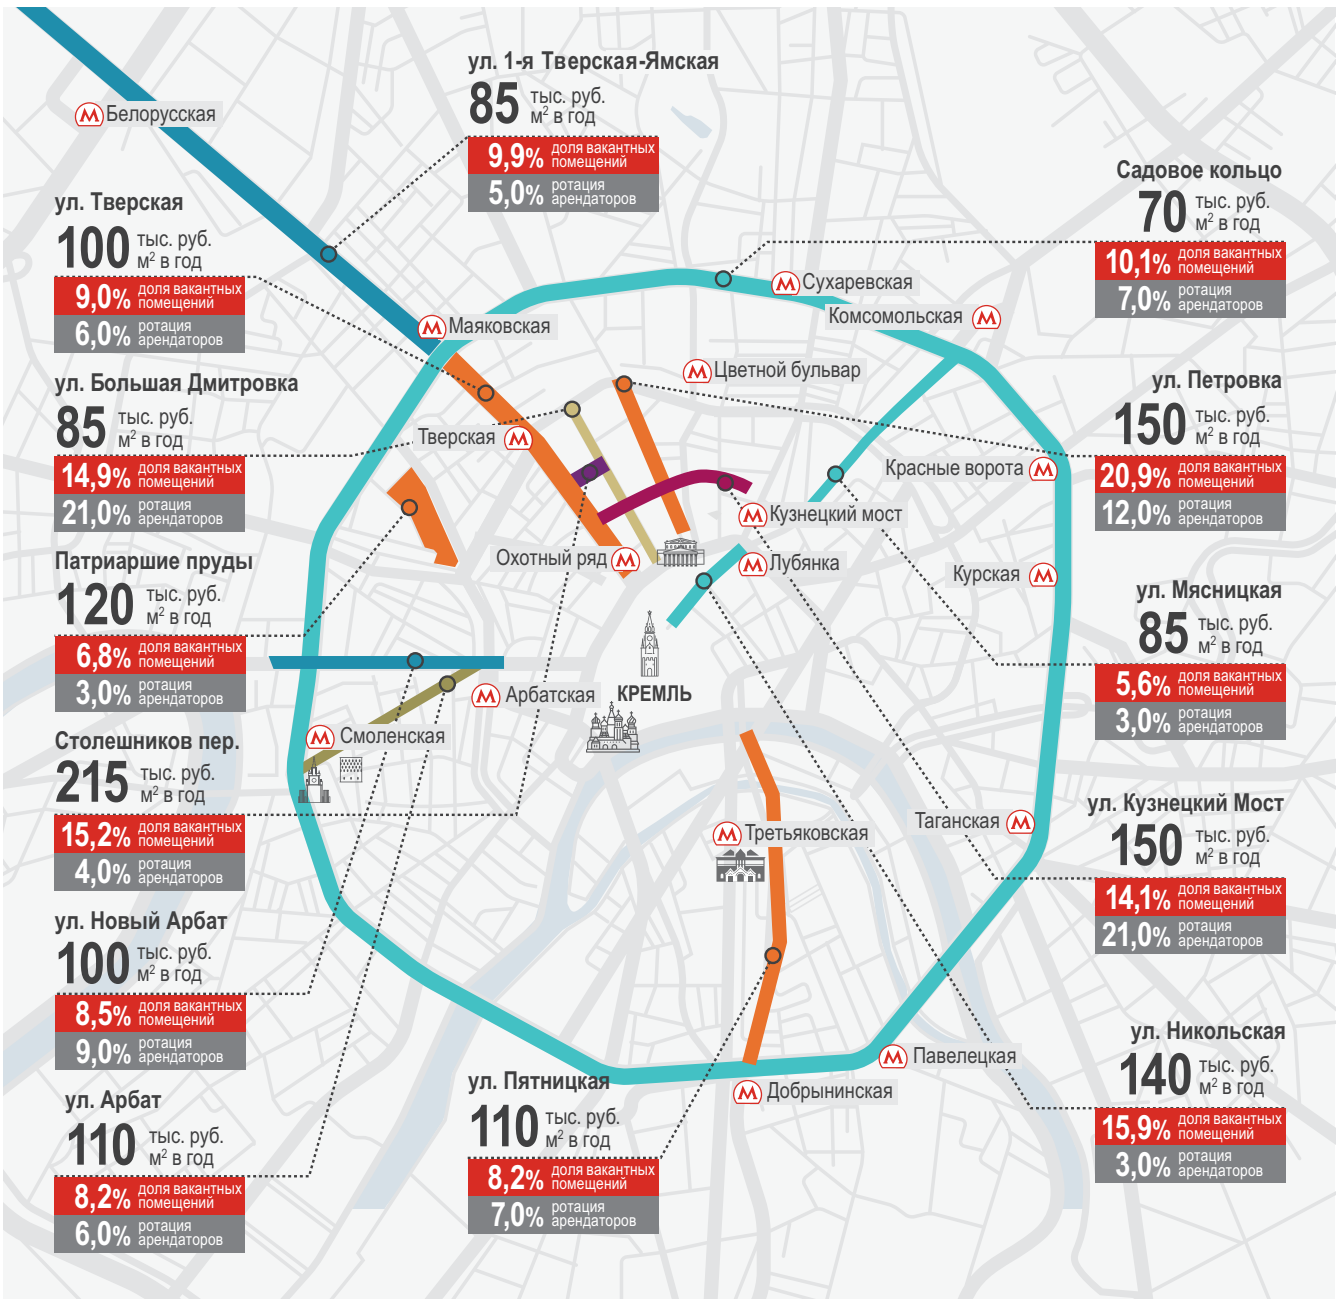 ул. 1-я Тверская-Ямская
85 тыс. руб.
м² в год
9,9% доля вакантных
помещений
5,0% ротация
арендаторов
Белорусская
ул. Тверская
100 тыс. руб.
м² в год
9,0% доля вакантных
помещений
6,0% ротация
арендаторов
ул. Большая Дмитровка
85 тыс. руб.
м² в год
14,9% доля вакантных
помещений
21,0% ротация
арендаторов
Патриаршие пруды
120 тыс. руб.
м² в год
6,8% доля вакантных
помещений
3,0% ротация
арендаторов
Столешников пер.
215 тыс. руб.
м² в год
15,2% доля вакантных
помещений
4,0% ротация
арендаторов
ул. Новый Арбат
100 тыс. руб.
м² в год
8,5% доля вакантных
помещений
9,0% ротация
арендаторов
ул. Арбат
110 тыс. руб.
м² в год
8,2% доля вакантных
помещений
6,0% ротация
арендаторов
Маяковская
Сухаревская
Комсомольская
Цветной бульвар
Тверская
Красные ворота
Кузнецкий мост
Охотный ряд
Лубянка
Курская
КРЕМЛЬ
Арбатская
Смоленская
Таганская
Третьяковская
Павелецкая
Добрынинская
ул. Пятницкая
110 тыс. руб.
м² в год
8,2% доля вакантных
помещений
7,0% ротация
арендаторов
Садовое кольцо
70 тыс. руб.
м² в год
10,1% доля вакантных
помещений
7,0% ротация
арендаторов
ул. Петровка
150 тыс. руб.
м² в год
20,9% доля вакантных
помещений
12,0% ротация
арендаторов
ул. Мясницкая
85 тыс. руб.
м² в год
5,6% доля вакантных
помещений
3,0% ротация
арендаторов
ул. Кузнецкий Мост
150 тыс. руб.
м² в год
14,1% доля вакантных
помещений
21,0% ротация
арендаторов
ул. Никольская
140 тыс. руб.
м² в год
15,9% доля вакантных
помещений
3,0% ротация
арендаторов